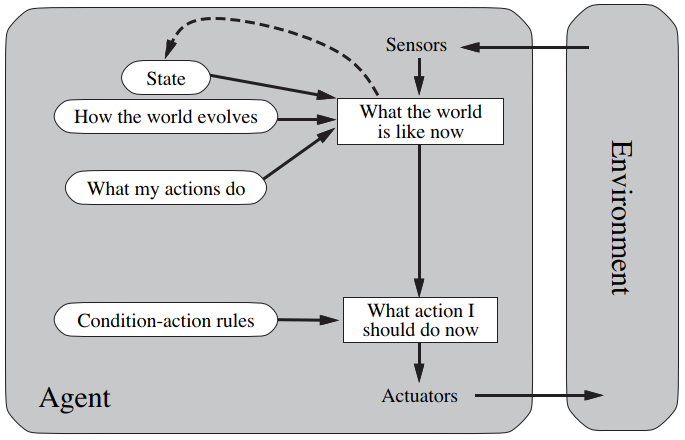 Sensors
State
How the world evolves
What the world
is like now
What my actions do
Environment
Condition-action rules
What action I
should do now
Agent
Actuators